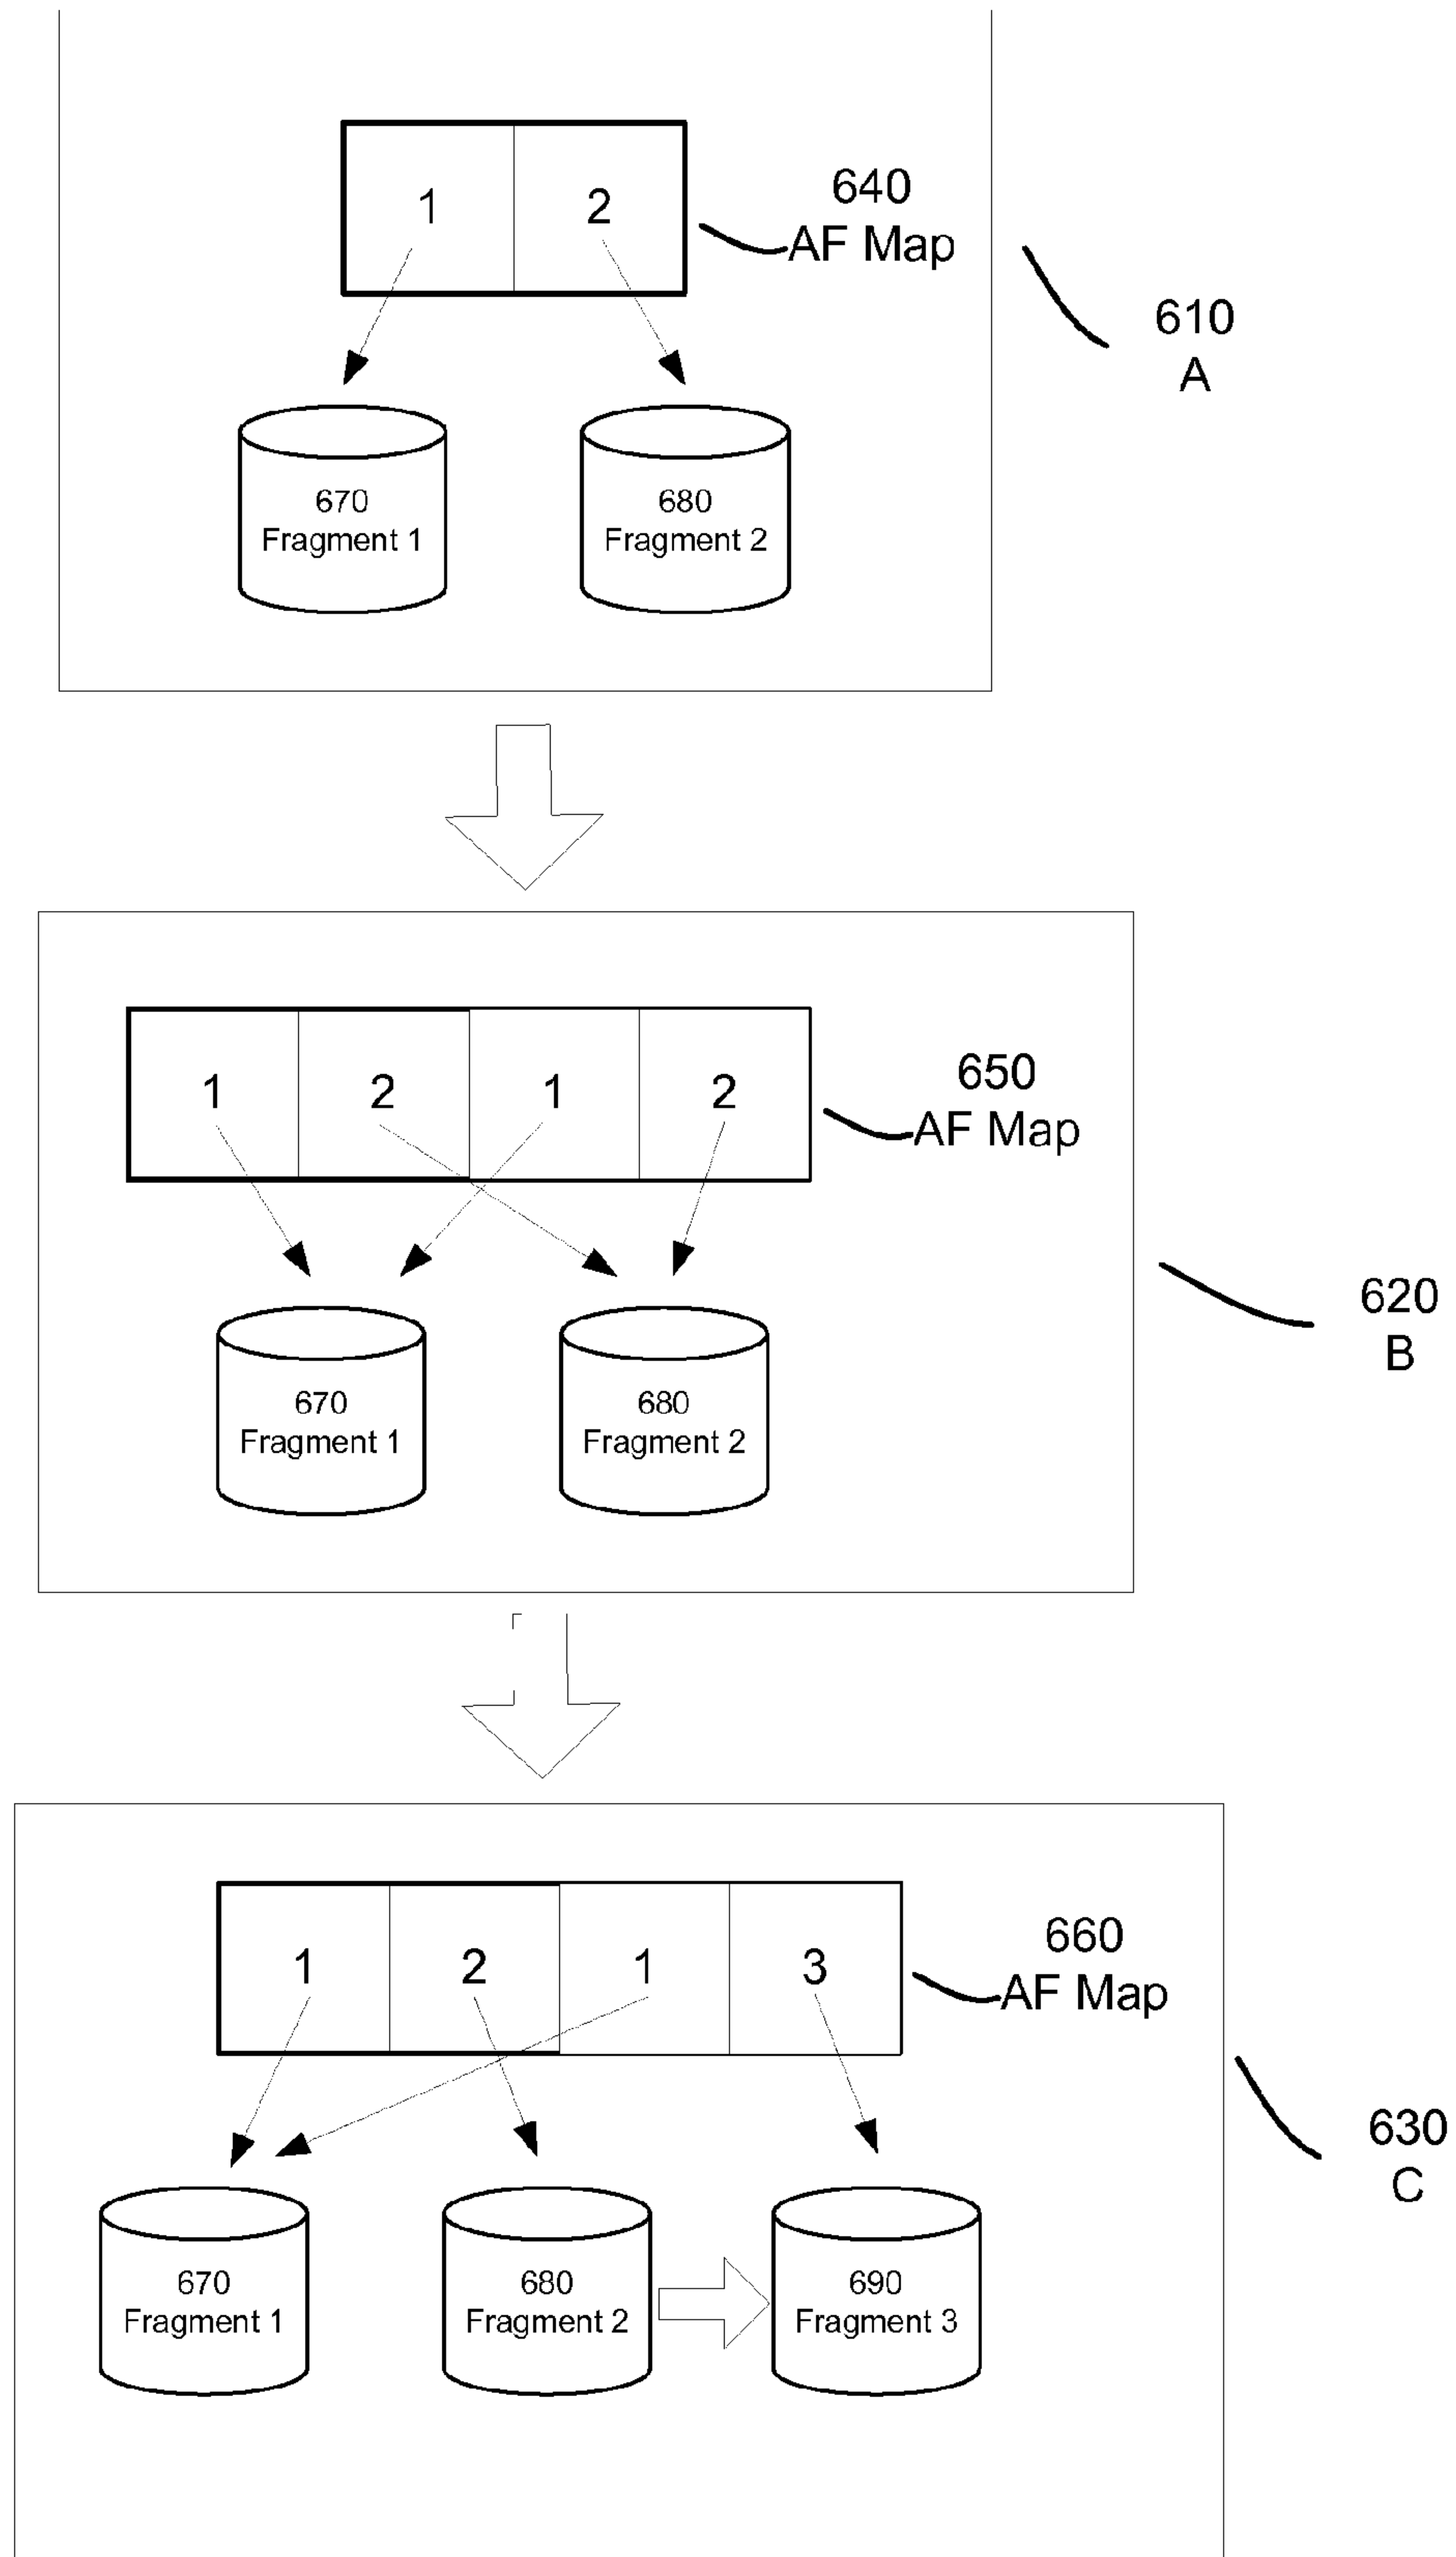 1 2
640
AF Map
610
A
670
Fragment 1
680
Fragment 2
1 2 1 2
650
AF Map
620
B
670
Fragment 1
680
Fragment 2
1 2 1 3
660
AF Map
630
C
670
Fragment 1
680
Fragment 2
690
Fragment 3